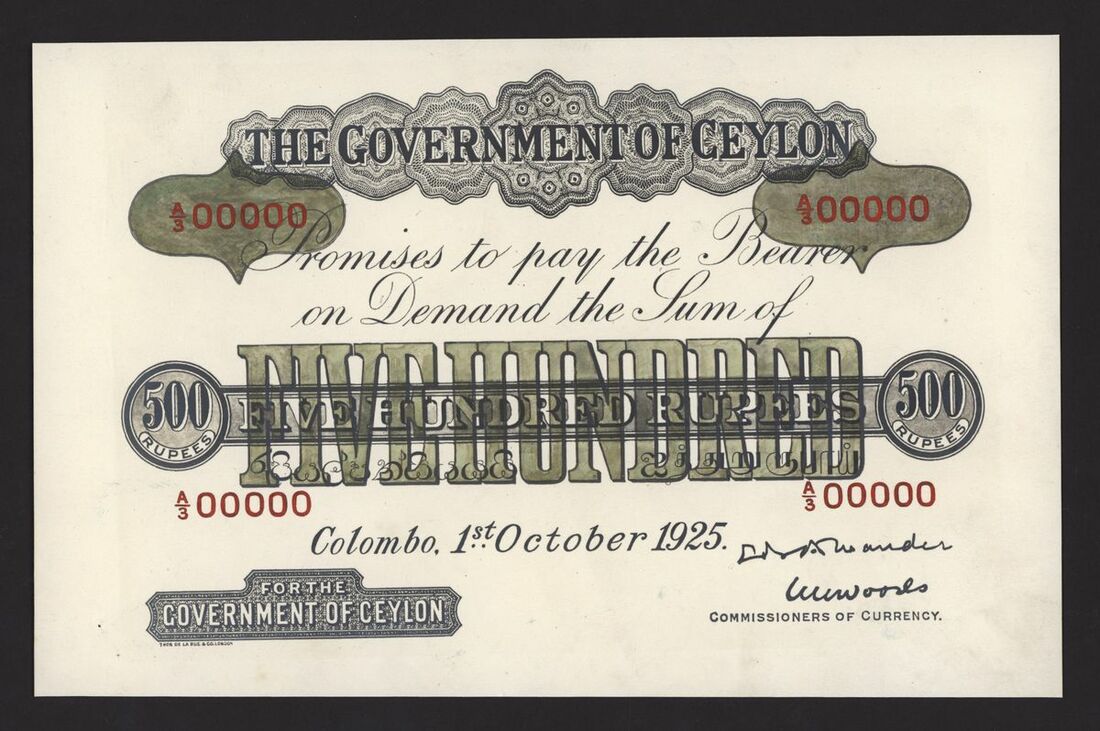 THE GOVERNMENT OF CEYLON
A/3 00000 A/3 00000
Promises to pay the Bearer
on Demand the Sum of
FIVE HUNDRED
500 RUPEES FIVE HUNDRED RUPEES 500 RUPEES
A/3 00000 A/3 00000
Colombo, 1st October 1925.
W W Woods
FOR THE
GOVERNMENT OF CEYLON
COMMISSIONERS OF CURRENCY.
THOS DE LA RUE & CO. LONDON